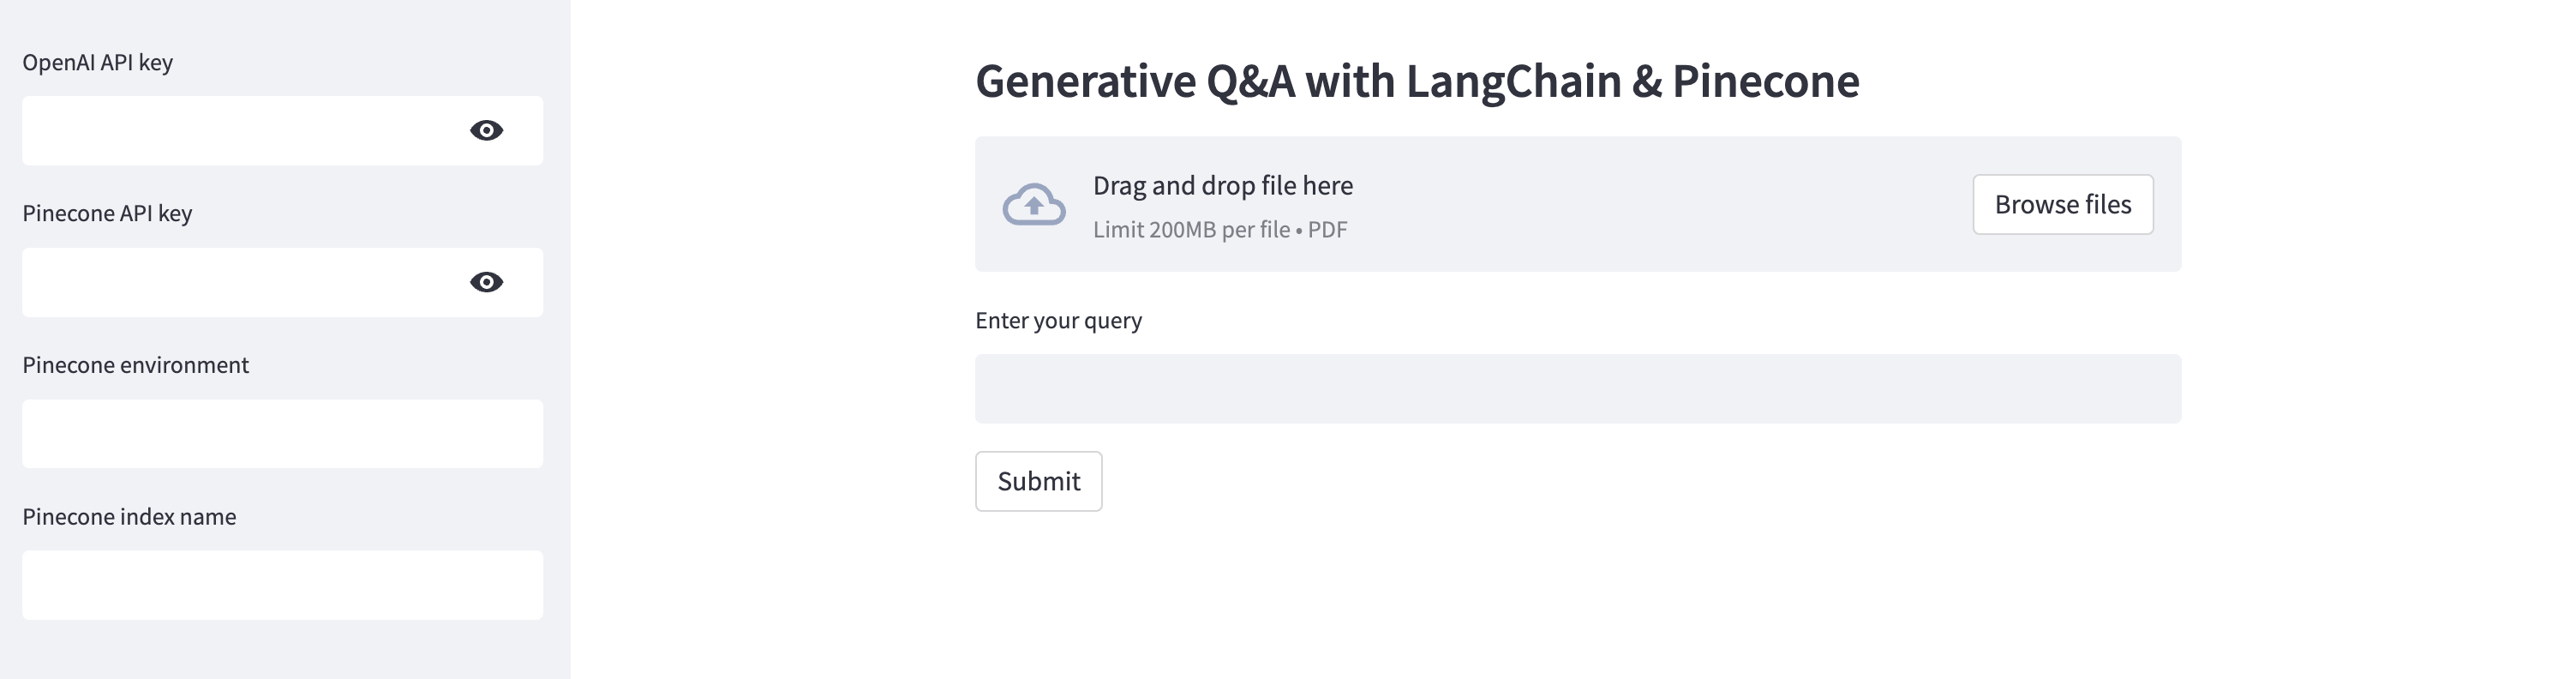 OpenAI API key
Pinecone API key
Pinecone environment
Pinecone index name
Generative Q&A with LangChain & Pinecone
Drag and drop file here
Limit 200MB per file • PDF
Browse files
Enter your query
Submit